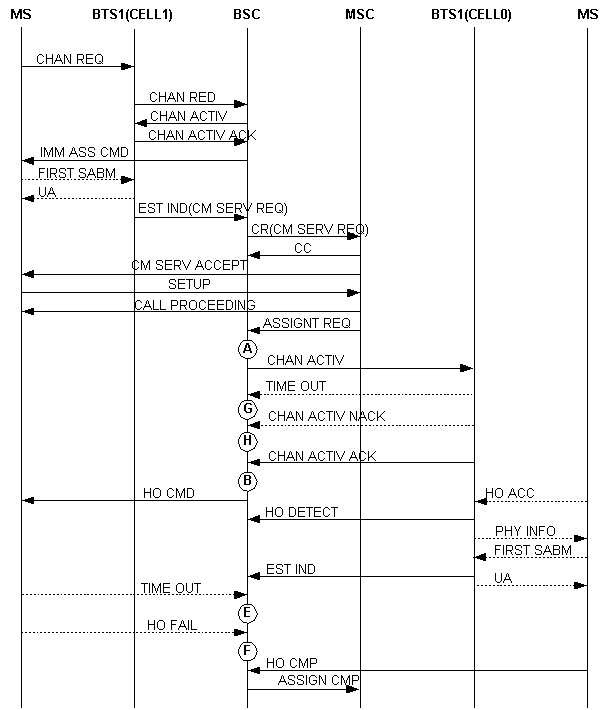 MS BTS1(CELL1) BSC MSC BTS1(CELL0) MS
CHAN REQ
CHAN RED
CHAN ACTIV
CHAN ACTIV ACK
IMM ASS CMD
FIRST SABM
UA
EST IND(CM SERV REQ)
CR(CM SERV REQ)
CC
CM SERV ACCEPT
SETUP
CALL PROCEEDING
ASSIGNT REQ
A
CHAN ACTIV
TIME OUT
G
CHAN ACTIV NACK
H
CHAN ACTIV ACK
B
HO CMD
HO ACC
HO DETECT
PHY INFO
FIRST SABM
EST IND
UA
TIME OUT
E
HO FAIL
F
HO CMP
ASSIGN CMP